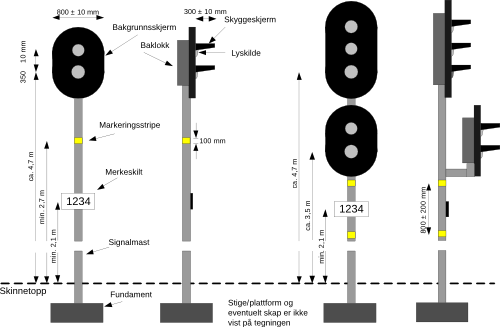 800 ± 10 mm
300 ± 10 mm
Skyggeskjerm
Bakgrunnsskjerm
Baklokk
Lyskilde
350 10 mm
Markeringsstripe
100 mm
ca. 4,7 m
min. 2,7 m
Merkeskilt
1234
min. 2,1 m
Signalmast
Skinnetopp
Fundament
ca. 4,7 m
ca. 3,5 m
1234
min. 2,1 m
800 ± 200 mm
Stige/plattform og
eventuelt skap er ikke
vist på tegningen